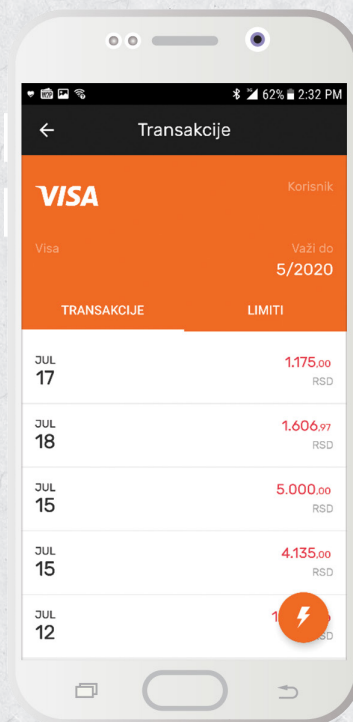 62% 2:32 PM
Transakcije
VISA
Korisnik
Visa
Važi do
5/2020
TRANSAKCIJE LIMITI
JUL
17
1.175,00
RSD
JUL
18
1.606,97
RSD
JUL
15
5.000,00
RSD
JUL
15
4.135,00
RSD
JUL
12